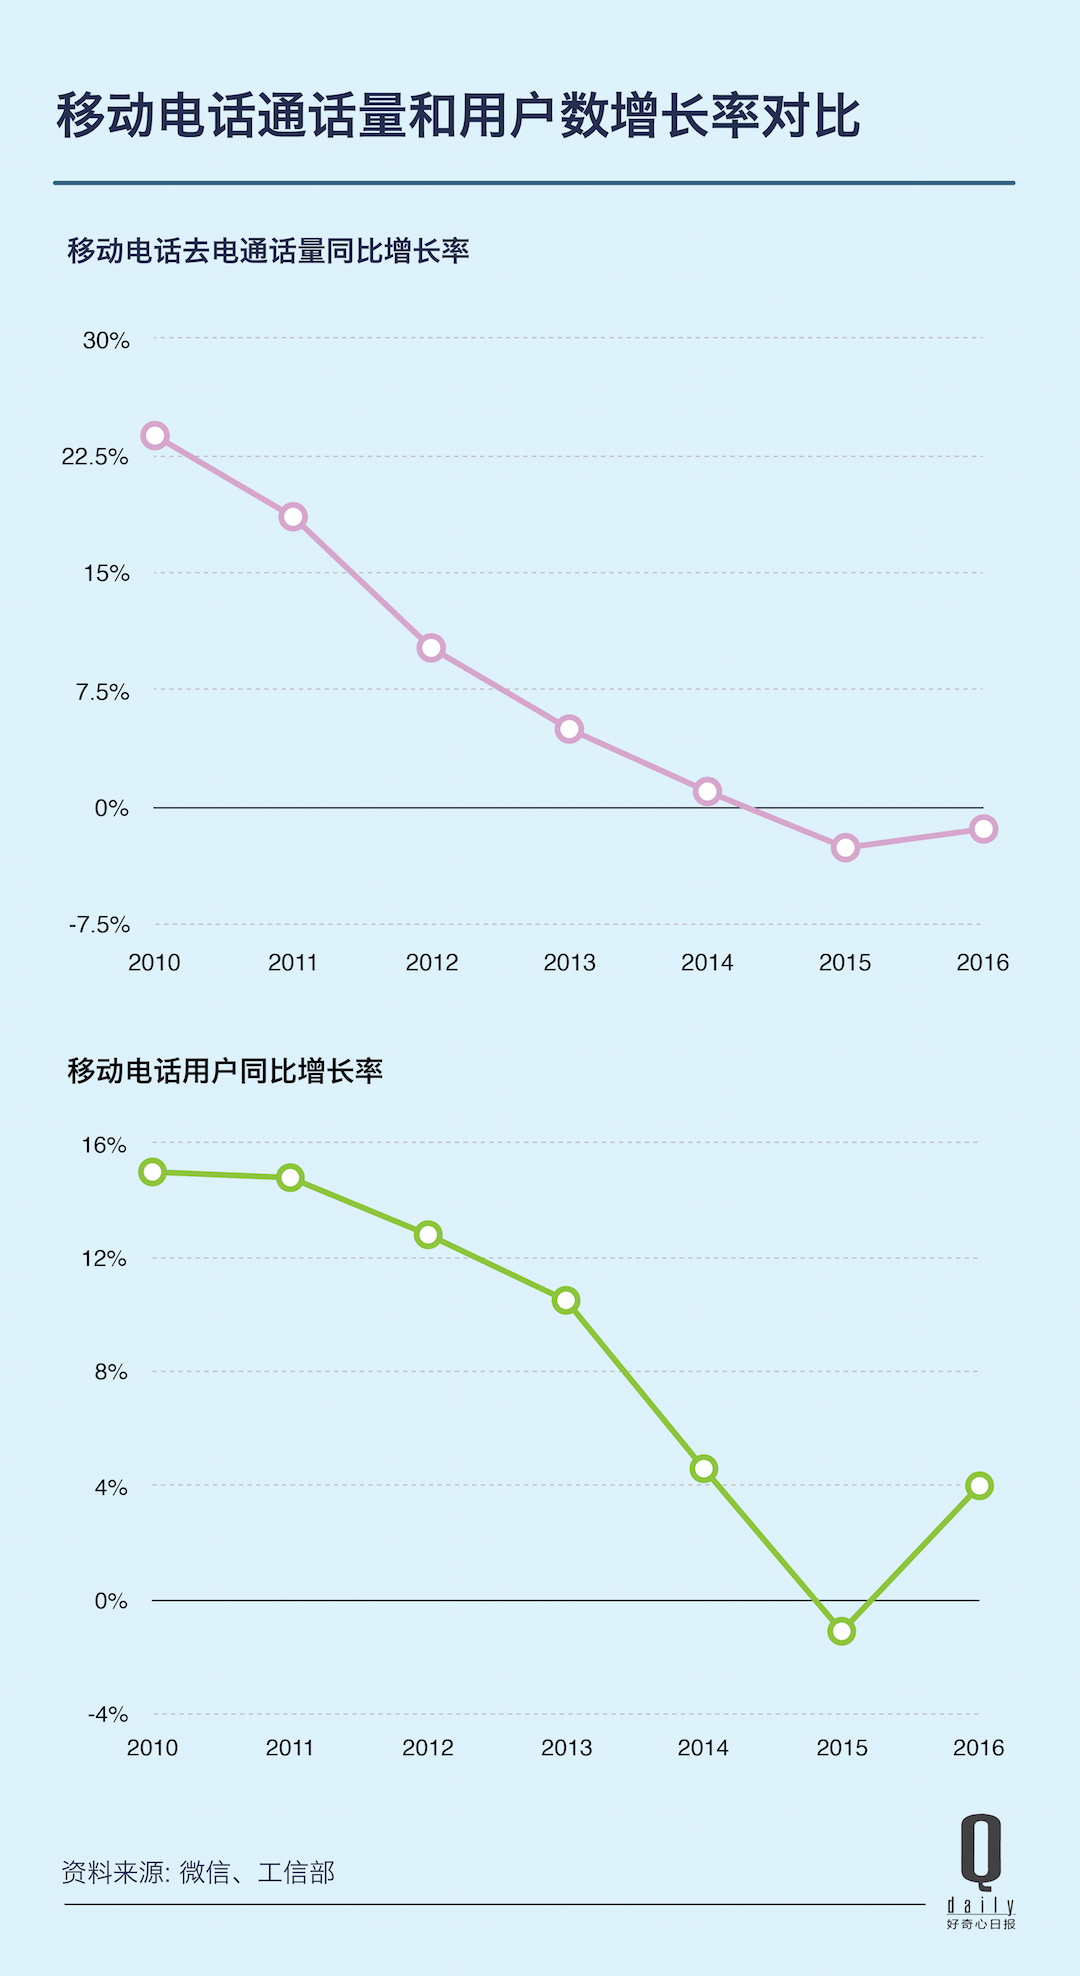 移动电话通话量和用户数增长率对比
移动电话去电通话量同比增长率
30%
22.5%
15%
7.5%
0%
-7.5%
2010 2011 2012 2013 2014 2015 2016
移动电话用户同比增长率
16%
12%
8%
4%
0%
-4%
2010 2011 2012 2013 2014 2015 2016
资料来源: 微信、工信部
Q
daily
好奇心日报